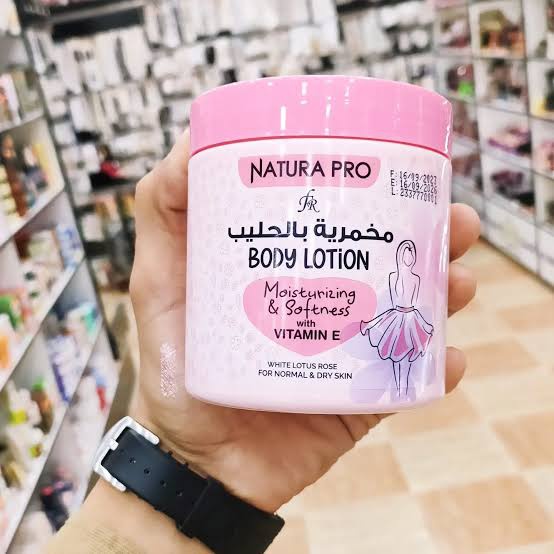 NATURA PRO
F: 16/09/2023
E: 16/09/2026
L: 2337770001
FR
مخمرية بالحليب
BODY LOTION
Moisturizing
& Softness
with
VITAMIN E
WHITE LOTUS ROSE
FOR NORMAL & DRY SKIN